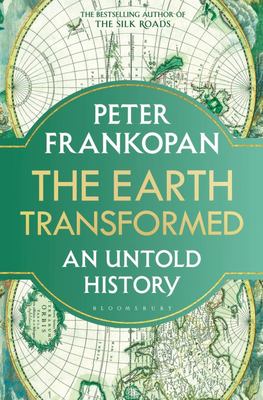 THE BESTSELLING AUTHOR OF
THE SILK ROADS
PETER
FRANKOPAN
THE EARTH
TRANSFORMED
AN UNTOLD
HISTORY
BLOOMSBURY